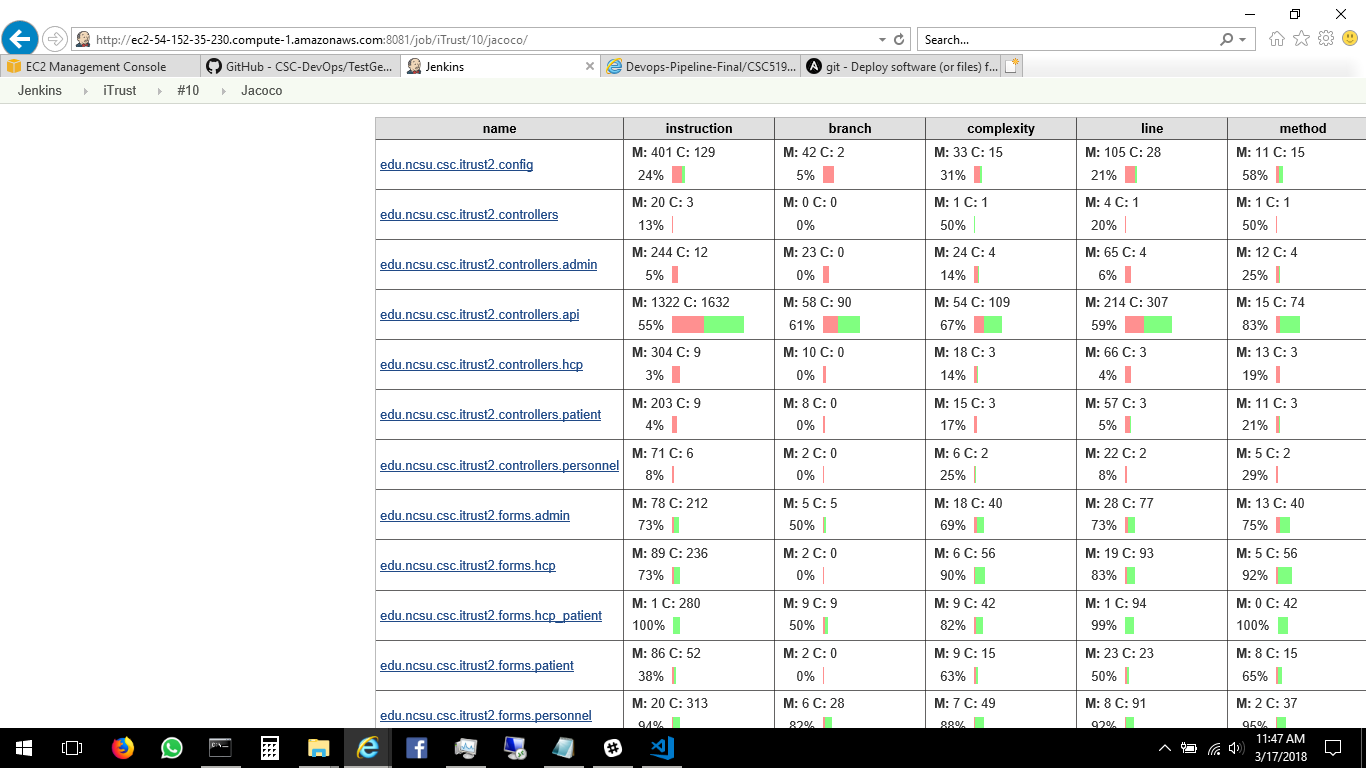 http://ec2-54-152-35-230.compute-1.amazonaws.com:8081/job/iTrust/10/jacoco/
Search...
EC2 Management Console
GitHub - CSC-DevOps/TestGe...
Jenkins
Devops-Pipeline-Final/CSC519...
git - Deploy software (or files) f...
Jenkins iTrust #10 Jacoco
name instruction branch complexity line method
edu.ncsu.csc.itrust2.config
M: 401 C: 129 M: 42 C: 2 M: 33 C: 15 M: 105 C: 28 M: 11 C: 15
24% 5% 31% 21% 58%
edu.ncsu.csc.itrust2.controllers
M: 20 C: 3 M: 0 C: 0 M: 1 C: 1 M: 4 C: 1 M: 1 C: 1
13% 0% 50% 20% 50%
edu.ncsu.csc.itrust2.controllers.admin
M: 244 C: 12 M: 23 C: 0 M: 24 C: 4 M: 65 C: 4 M: 12 C: 4
5% 0% 14% 6% 25%
edu.ncsu.csc.itrust2.controllers.api
M: 1322 C: 1632 M: 58 C: 90 M: 54 C: 109 M: 214 C: 307 M: 15 C: 74
55% 61% 67% 59% 83%
edu.ncsu.csc.itrust2.controllers.hcp
M: 304 C: 9 M: 10 C: 0 M: 18 C: 3 M: 66 C: 3 M: 13 C: 3
3% 0% 14% 4% 19%
edu.ncsu.csc.itrust2.controllers.patient
M: 203 C: 9 M: 8 C: 0 M: 15 C: 3 M: 57 C: 3 M: 11 C: 3
4% 0% 17% 5% 21%
edu.ncsu.csc.itrust2.controllers.personnel
M: 71 C: 6 M: 2 C: 0 M: 6 C: 2 M: 22 C: 2 M: 5 C: 2
8% 0% 25% 8% 29%
edu.ncsu.csc.itrust2.forms.admin
M: 78 C: 212 M: 5 C: 5 M: 18 C: 40 M: 28 C: 77 M: 13 C: 40
73% 50% 69% 73% 75%
edu.ncsu.csc.itrust2.forms.hcp
M: 89 C: 236 M: 2 C: 0 M: 6 C: 56 M: 19 C: 93 M: 5 C: 56
73% 0% 90% 83% 92%
edu.ncsu.csc.itrust2.forms.hcp_patient
M: 1 C: 280 M: 9 C: 9 M: 9 C: 42 M: 1 C: 94 M: 0 C: 42
100% 50% 82% 99% 100%
edu.ncsu.csc.itrust2.forms.patient
M: 86 C: 52 M: 2 C: 0 M: 9 C: 15 M: 23 C: 23 M: 8 C: 15
38% 0% 63% 50% 65%
edu.ncsu.csc.itrust2.forms.personnel
M: 20 C: 313 M: 6 C: 28 M: 7 C: 49 M: 8 C: 91 M: 2 C: 37
94% 82% 88% 92% 95%
11:47 AM
3/17/2018